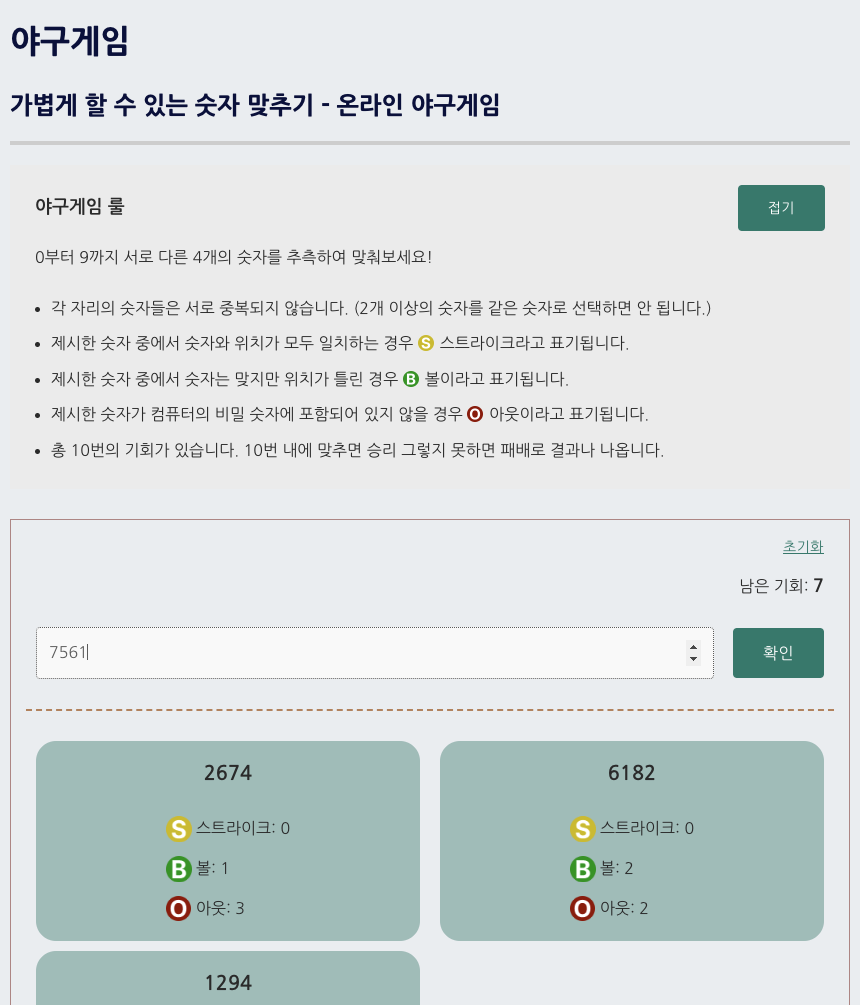 야구게임
가볍게 할 수 있는 숫자 맞추기 - 온라인 야구게임
야구게임 룰
접기
0부터 9까지 서로 다른 4개의 숫자를 추측하여 맞춰보세요!
• 각 자리의 숫자들은 서로 중복되지 않습니다. (2개 이상의 숫자를 같은 숫자로 선택하면 안 됩니다.)
• 제시한 숫자 중에서 숫자와 위치가 모두 일치하는 경우 S 스트라이크라고 표기됩니다.
• 제시한 숫자 중에서 숫자는 맞지만 위치가 틀린 경우 B 볼이라고 표기됩니다.
• 제시한 숫자가 컴퓨터의 비밀 숫자에 포함되어 있지 않을 경우 O 아웃이라고 표기됩니다.
• 총 10번의 기회가 있습니다. 10번 내에 맞추면 승리 그렇지 못하면 패배로 결과나 나옵니다.
초기화
남은 기회: 7
7561
확인
2674
S 스트라이크: 0
B 볼: 1
O 아웃: 3
6182
S 스트라이크: 0
B 볼: 2
O 아웃: 2
1294